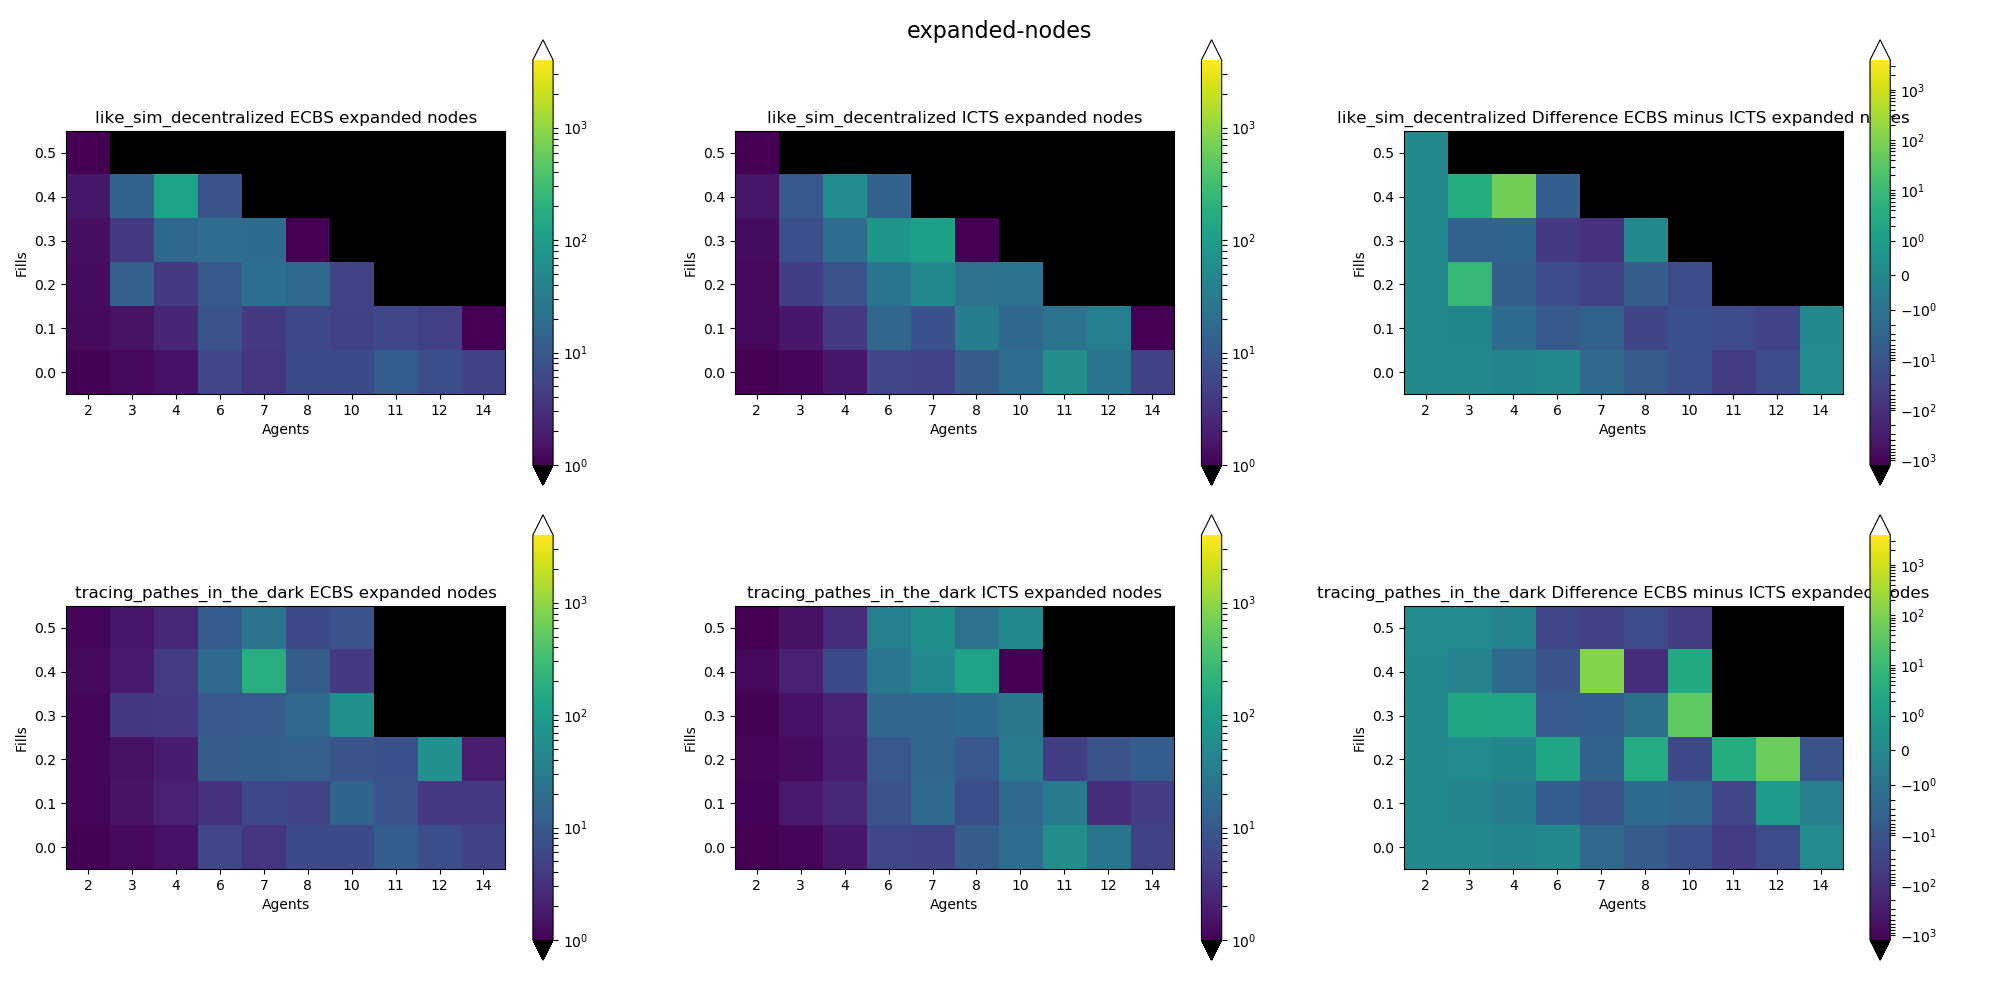 expanded-nodes
like_sim_decentralized ECBS expanded nodes
like_sim_decentralized ICTS expanded nodes
like_sim_decentralized Difference ECBS minus ICTS expanded nodes
Fills
0.5
0.4
0.3
0.2
0.1
0.0
2 3 4 6 7 8 10 11 12 14
Agents
10³
10²
10¹
10⁰
Fills
0.5
0.4
0.3
0.2
0.1
0.0
2 3 4 6 7 8 10 11 12 14
Agents
10³
10²
10¹
10⁰
Fills
0.5
0.4
0.3
0.2
0.1
0.0
2 3 4 6 7 8 10 11 12 14
Agents
10³
10²
10¹
10⁰
0
−10⁰
−10¹
−10²
−10³
tracing_pathes_in_the_dark ECBS expanded nodes
tracing_pathes_in_the_dark ICTS expanded nodes
tracing_pathes_in_the_dark Difference ECBS minus ICTS expanded nodes
Fills
0.5
0.4
0.3
0.2
0.1
0.0
2 3 4 6 7 8 10 11 12 14
Agents
10³
10²
10¹
10⁰
Fills
0.5
0.4
0.3
0.2
0.1
0.0
2 3 4 6 7 8 10 11 12 14
Agents
10³
10²
10¹
10⁰
Fills
0.5
0.4
0.3
0.2
0.1
0.0
2 3 4 6 7 8 10 11 12 14
Agents
10³
10²
10¹
10⁰
0
−10⁰
−10¹
−10²
−10³